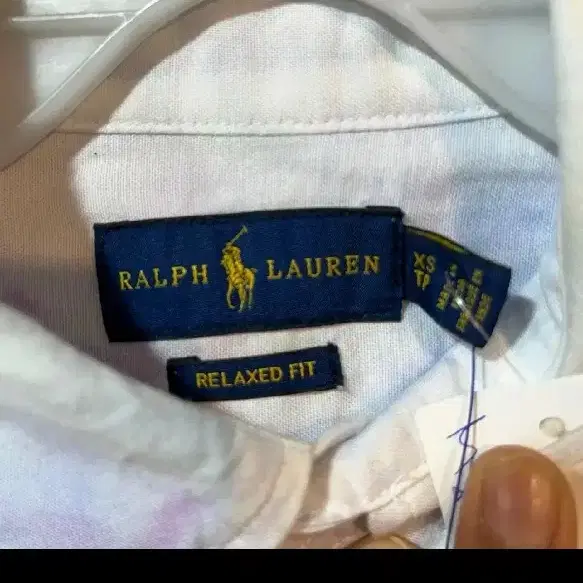 RALPH LAUREN
XS
TP
RELAXED FIT